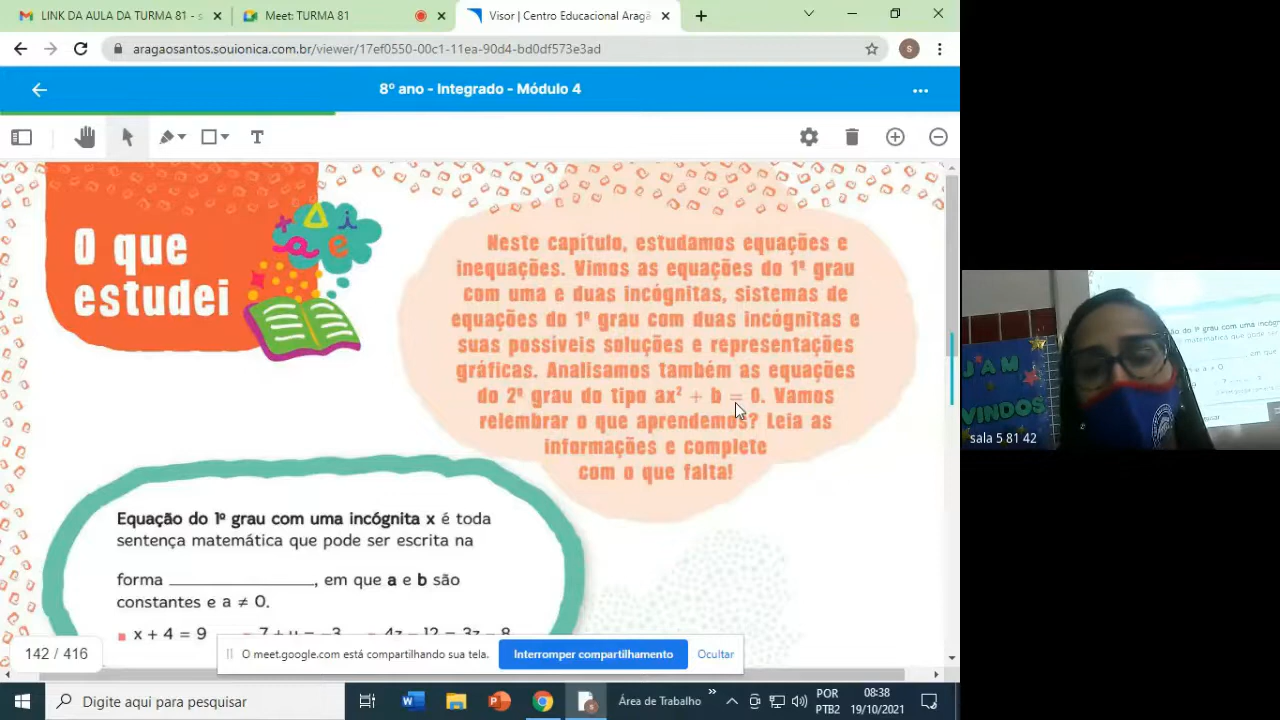 LINK DA AULA DA TURMA 81 - s
Meet: TURMA 81
Visor | Centro Educacional Aragã
aragaosantos.souionica.com.br/viewer/17ef0550-00c1-11ea-90d4-bd0df573e3ad
s
8º ano - Integrado - Módulo 4
T
O que
estudei
Neste capítulo, estudamos equações e
inequações. Vimos as equações do 1º grau
com uma e duas incógnitas, sistemas de
equações do 1º grau com duas incógnitas e
suas possíveis soluções e representações
gráficas. Analisamos também as equações
do 2º grau do tipo ax² + b = 0. Vamos
relembrar o que aprendemos? Leia as
informações e complete
com o que falta!
Equação do 1º grau com uma incógnita x é toda
sentença matemática que pode ser escrita na
forma ______________, em que a e b são
constantes e a ≠ 0.
x + 4 = 9
4z - 12 = 3z - 8
142 / 416
O meet.google.com está compartilhando sua tela.
Interromper compartilhamento
Ocultar
Digite aqui para pesquisar
Área de Trabalho
POR
PTB2
08:38
19/10/2021
JAM
VINDOS
sala 5 81 42